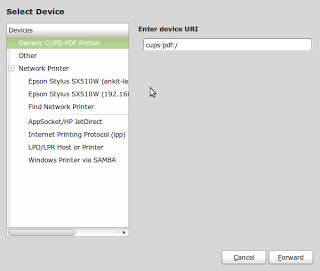 Select Device
Devices
Generic CUPS-PDF Printer
Other
Network Printer
Epson Stylus SX510W (ankit-la
Epson Stylus SX510W (192.168
Find Network Printer
AppSocket/HP JetDirect
Internet Printing Protocol (ipp)
LPD/LPR Host or Printer
Windows Printer via SAMBA
Enter device URI
cups-pdf:/
Cancel
Forward